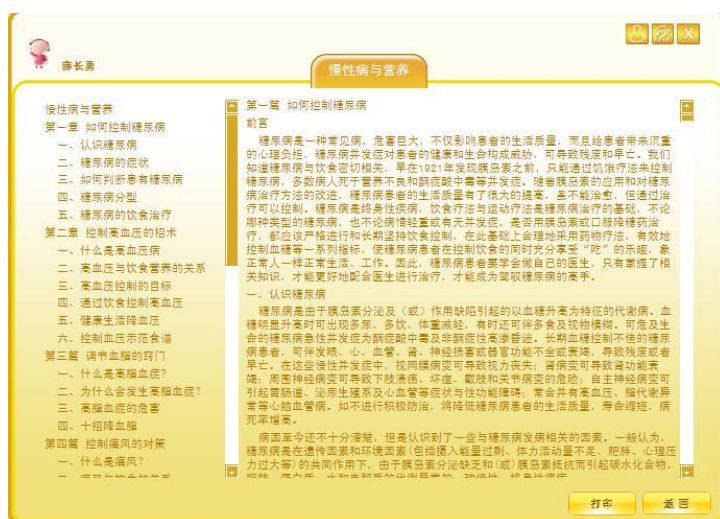 薛长勇
慢性病与营养
慢性病与营养
第一章 如何控制糖尿病
一、认识糖尿病
二、糖尿病的症状
三、如何判断患有糖尿病
四、糖尿病分型
五、糖尿病的饮食治疗
第二章 控制高血压的招术
一、什么是高血压病
二、高血压与饮食营养的关系
三、高血压控制的目标
四、通过饮食控制高血压
五、健康生活降血压
六、控制血压示范食谱
第三篇 调节血脂的窍门
一、什么是高脂血症?
二、为什么会发生高脂血症?
三、高脂血症的危害
四、十招降血脂
第四篇 控制痛风的对策
一、什么是痛风?
第一篇 如何控制糖尿病
前言
糖尿病是一种常见病，危害巨大，不仅影响患者的生活质量，而且给患者带来沉重
的心理负担，糖尿病并发症对患者的健康和生命构成威胁，可导致残废和早亡。我们
知道糖尿病与饮食密切相关，早在1921年发现胰岛素之前，只能通过饥饿疗法来控制
糖尿病，多数病人死于营养不良和酮症酸中毒等并发症。随着胰岛素的应用和对糖尿
病治疗方法的改进，糖尿病患者的生活质量有了很大的提高，虽不能治愈，但通过治
疗可以控制。糖尿病是终身性疾病，饮食疗法与运动疗法是糖尿病治疗的基础，不论
哪种类型的糖尿病，也不论病情轻重或有无并发症，是否用胰岛素或口服降糖药治
疗，都应该严格进行和长期坚持饮食控制，在此基础上合理地采用药物疗法，有效地
控制血糖等一系列指标，使糖尿病患者在控制饮食的同时充分享受“吃”的乐趣，象
正常人一样正常生活、工作。因此，糖尿病患者要学会做自己的医生，只有掌握了相
关知识，才能更好地配合医生进行治疗，才能成为驾驭糖尿病的高手。
一、认识糖尿病
糖尿病是由于胰岛素分泌及（或）作用缺陷引起的以血糖升高为特征的代谢病。血
糖明显升高时可出现多尿、多饮、体重减轻，有时还可伴多食及视物模糊。可危及生
命的糖尿病急性并发症为酮症酸中毒及非酮症性高渗昏迷。长期血糖控制不佳的糖尿
病患者，可伴发眼、心、血管、肾、神经损害或器官功能不全或衰竭，导致残废或者
早亡。在这些慢性并发症中，视网膜病变可导致视力丧失；肾病变可导致肾功能衰
竭；周围神经病变可导致下肢溃疡、坏疽、截肢和关节病变的危险；自主神经病变可
引起胃肠道、泌尿生殖系及心血管等症状与性功能障碍；常合并有高血压、脂代谢异
常等心脑血管病。如不进行积极防治，将降低糖尿病患者的生活质量，寿命缩短，病
死率增高。
病因至今还不十分清楚，但是认识到了一些与糖尿病发病相关的因素。一般认为，
糖尿病是在遗传因素和环境因素(包括摄入能量过剩、体力活动量不足、肥胖、心理压
力过大等)的共同作用下，由于胰岛素分泌缺乏和(或)胰岛素抵抗而引起碳水化合物、
打印
返回